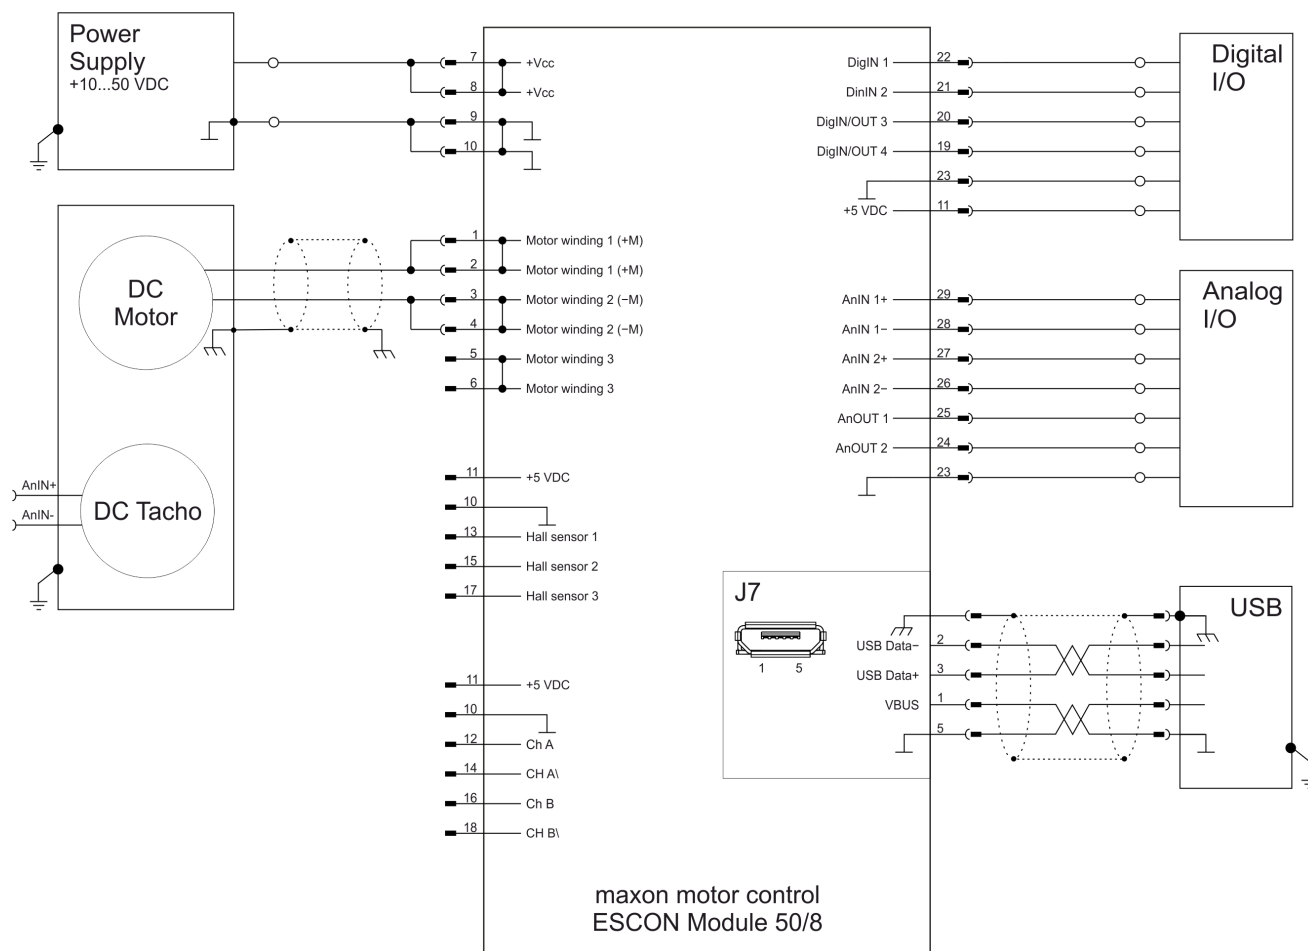 Power
Supply
+10...50 VDC
7
+Vcc
8
+Vcc
9
10
DC
Motor
1
Motor winding 1 (+M)
2
Motor winding 1 (+M)
3
Motor winding 2 (−M)
4
Motor winding 2 (−M)
5
Motor winding 3
6
Motor winding 3
AnIN+
AnIN-
DC Tacho
11
+5 VDC
10
13
Hall sensor 1
15
Hall sensor 2
17
Hall sensor 3
11
+5 VDC
10
12
Ch A
14
CH A\
16
Ch B
18
CH B\
DigIN 1
22
DinIN 2
21
DigIN/OUT 3
20
DigIN/OUT 4
19
23
+5 VDC
11
Digital
I/O
AnIN 1+
29
AnIN 1−
28
AnIN 2+
27
AnIN 2−
26
AnOUT 1
25
AnOUT 2
24
23
Analog
I/O
J7
1 5
USB Data−
2
USB Data+
3
VBUS
1
5
USB
maxon motor control
ESCON Module 50/8